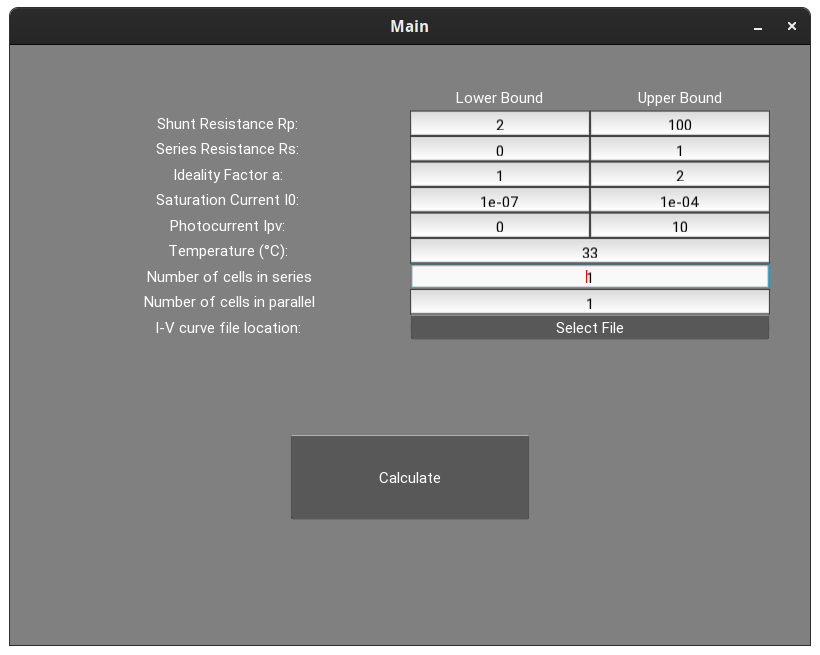 Main
Lower Bound Upper Bound
Shunt Resistance Rp: 2 100
Series Resistance Rs: 0 1
Ideality Factor a: 1 2
Saturation Current I0: 1e-07 1e-04
Photocurrent Ipv: 0 10
Temperature (°C): 33
Number of cells in series 1
Number of cells in parallel 1
I-V curve file location: Select File
Calculate